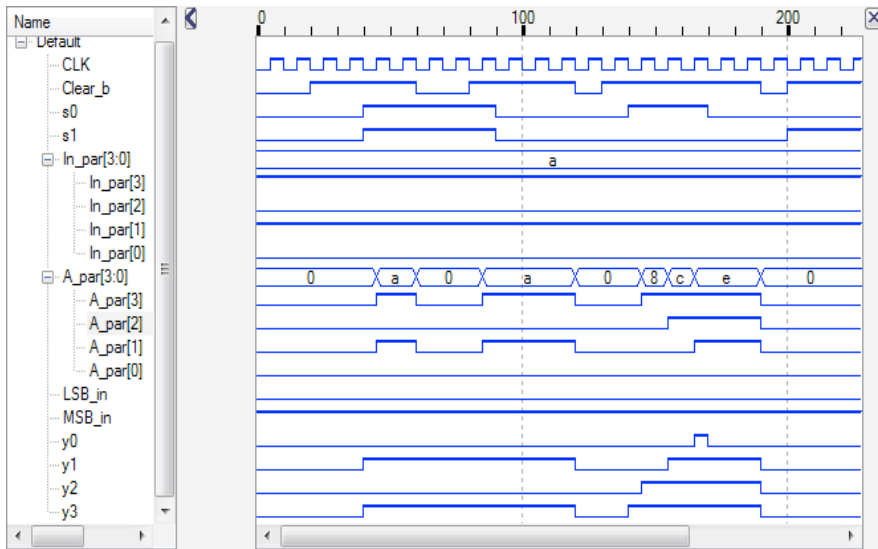 Name 0 100 200
Default
CLK
Clear_b
s0
s1
In_par[3:0] a
In_par[3]
In_par[2]
In_par[1]
In_par[0]
A_par[3:0] 0 a 0 a 0 8 c e 0
A_par[3]
A_par[2]
A_par[1]
A_par[0]
LSB_in
MSB_in
y0
y1
y2
y3